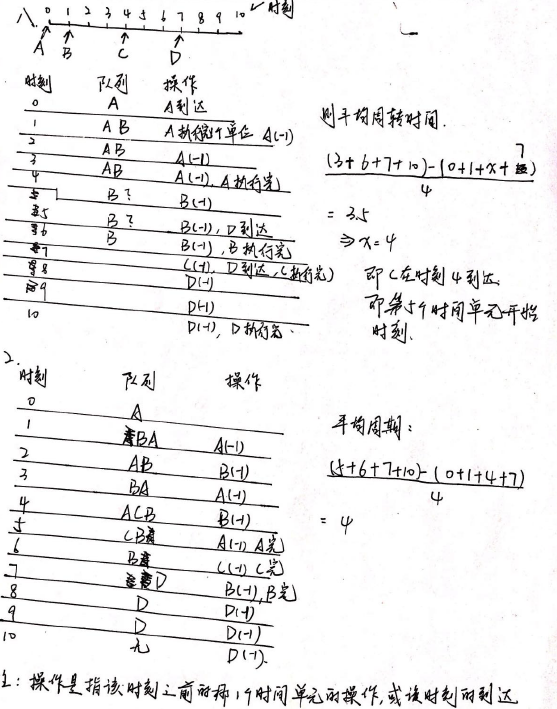 八.
0 1 2 3 4 5 6 7 8 9 10
时刻
A B C D
时刻 队列 操作
0 A A到达
1 AB A执行完1个单位 A(-1)
2 AB
3 AB A(-1)
4 AB A(-1), A执行完
5 B? B(-1)
B? B(-1), D到达
6 B B(-1), B执行完
7 C(-1), D到达, C执行完)
8 D(-1)
9 D(-1)
10 D(-1), D执行完.
则平均周转时间.
(3+6+7+10)-(0+1+x+7
4
= 3.5
⇒ x=4
即C在时刻4到达
即第5个时间单元开始
时刻.
2.
时刻 队列 操作
0 A
1 BA A(-1)
2 AB B(-1)
3 BA A(-1)
4 ACB B(-1)
5 CB A(-1) A完
6 B C(-1) C完
7 D B(-1), B完
8 D D(-1)
9 D D(-1)
10 无 D(-1).
平均周期:
(5+6+7+10)-(0+1+4+7)
4
= 4
注: 操作是指该时刻之前的那1个时间单元的操作, 或该时刻的到达